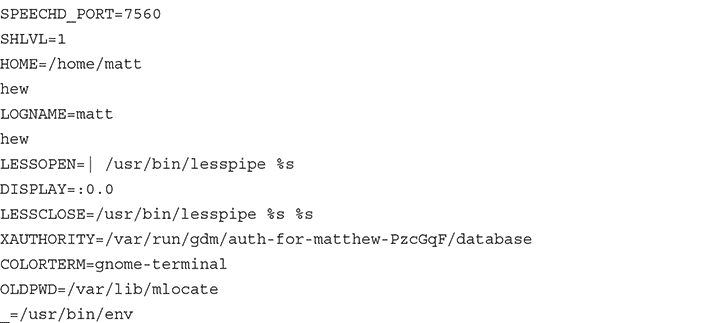 SPEECHD_PORT=7560
SHLVL=1
HOME=/home/matt
hew
LOGNAME=matt
hew
LESSOPEN=| /usr/bin/lesspipe %s
DISPLAY=:0.0
LESSCLOSE=/usr/bin/lesspipe %s %s
XAUTHORITY=/var/run/gdm/auth-for-matthew-PzcGqF/database
COLORTERM=gnome-terminal
OLDPWD=/var/lib/mlocate
_=/usr/bin/env